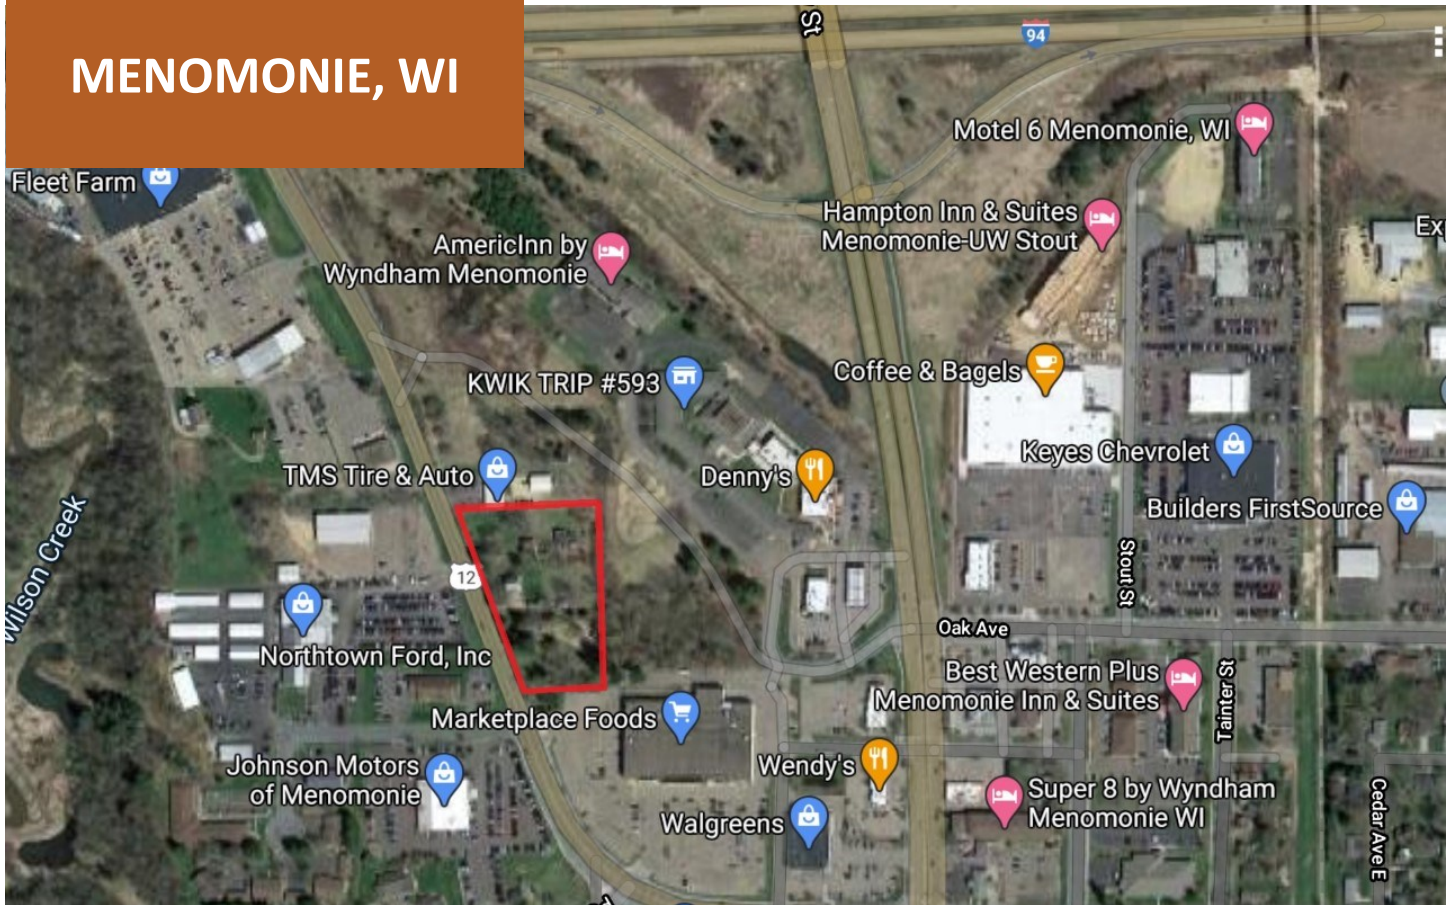 MENOMONIE, WI
St
94
Motel 6 Menomonie, WI
Fleet Farm
Hampton Inn & Suites
Menomonie-UW Stout
AmericInn by
Wyndham Menomonie
KWIK TRIP #593
Coffee & Bagels
Keyes Chevrolet
TMS Tire & Auto
Denny's
Builders FirstSource
Wilson Creek
12
Stout St
Northtown Ford, Inc
Oak Ave
Best Western Plus
Menomonie Inn & Suites
Tainter St
Marketplace Foods
Johnson Motors
of Menomonie
Wendy's
Super 8 by Wyndham
Menomonie WI
Walgreens
Cedar Ave E